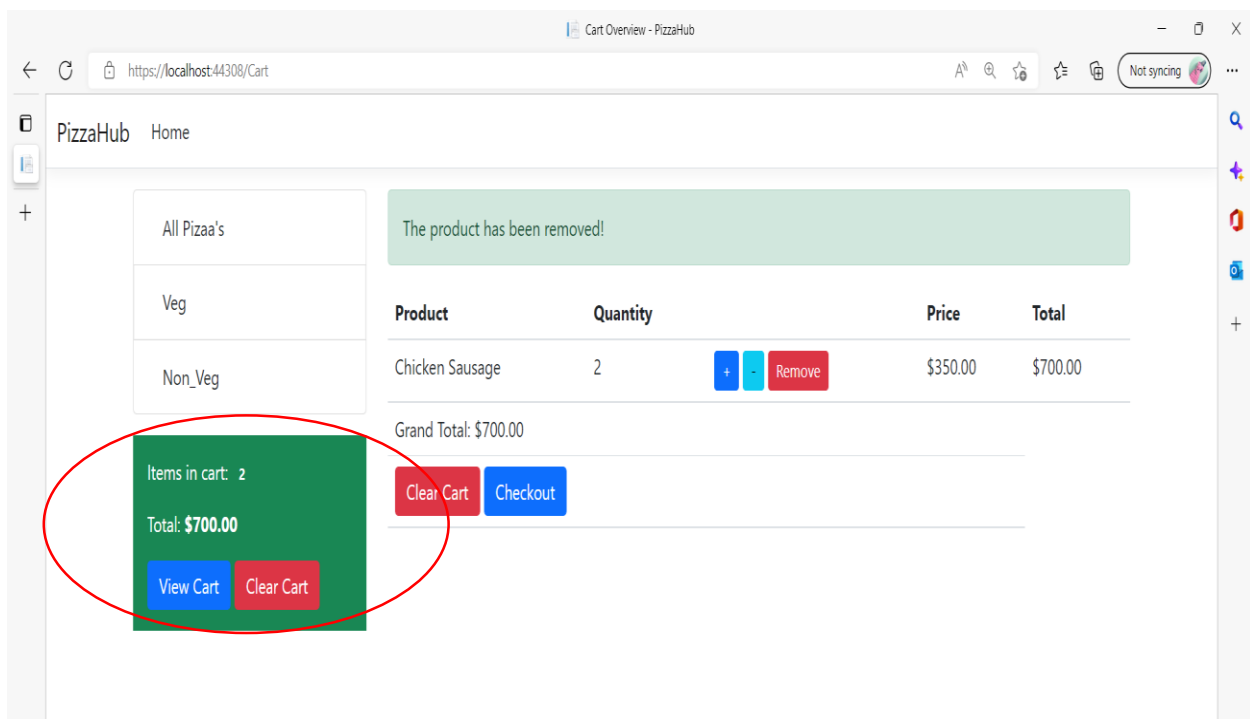 Cart Overview - PizzaHub
https://localhost:44308/Cart
Not syncing
PizzaHub Home
All Pizaa's
Veg
Non_Veg
Items in cart: 2
Total: $700.00
View Cart Clear Cart
The product has been removed!
Product Quantity Price Total
Chicken Sausage 2 + - Remove $350.00 $700.00
Grand Total: $700.00
Clear Cart Checkout